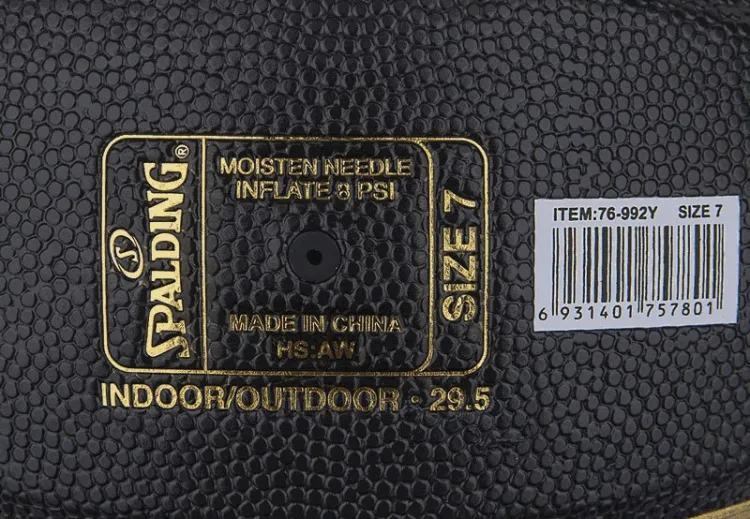 SPALDING®
MOISTEN NEEDLE
INFLATE 8 PSI
MADE IN CHINA
HS-AW
SIZE 7
INDOOR/OUTDOOR · 29.5
ITEM:76-992Y SIZE 7
6 931401 757801